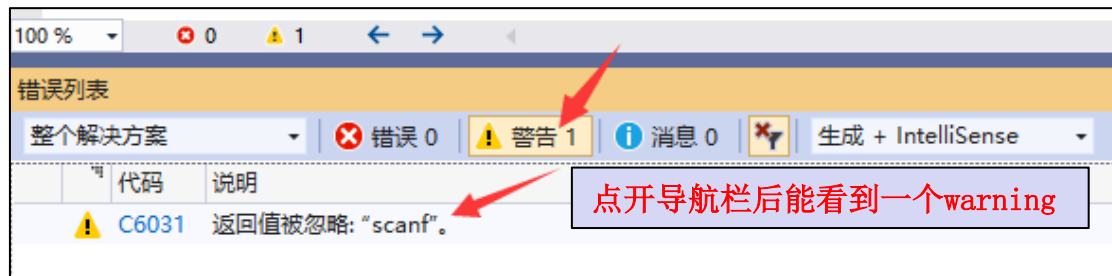 100 % 0 1
错误列表
整个解决方案 错误 0 警告 1 消息 0 生成 + IntelliSense
代码 说明
点开导航栏后能看到一个warning
C6031 返回值被忽略: “scanf”。